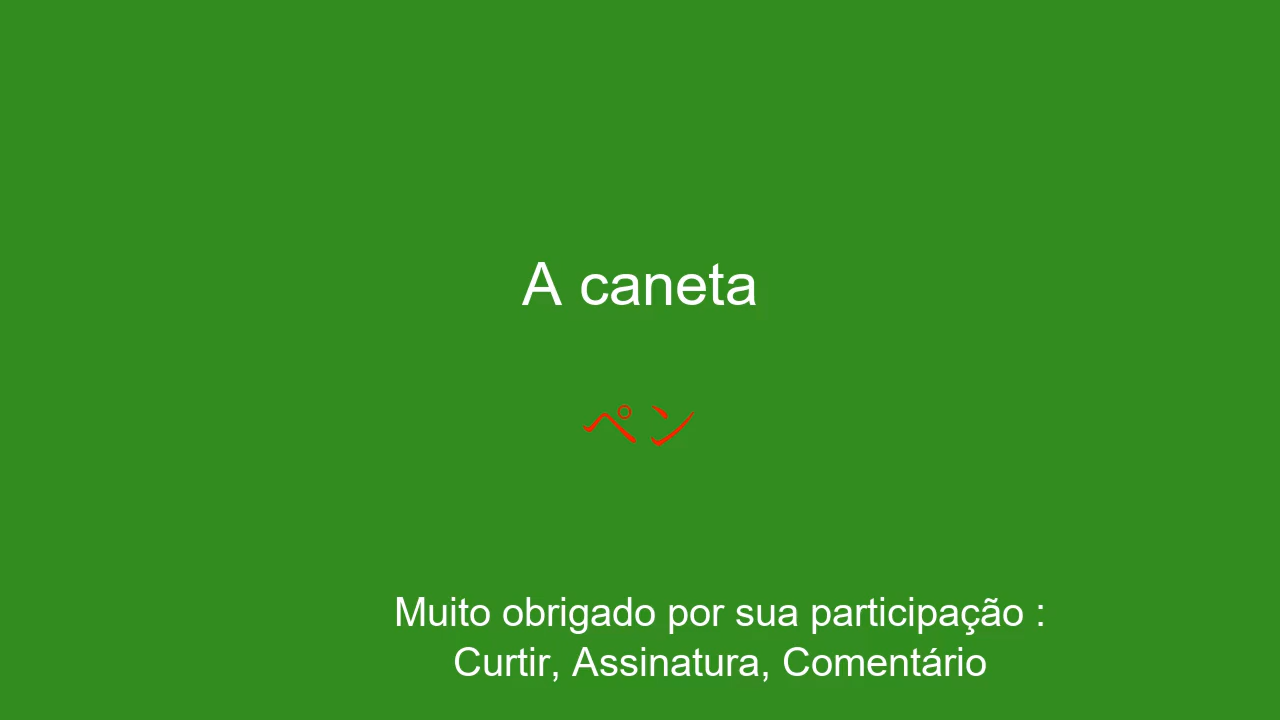 A caneta
ペン
Muito obrigado por sua participação :
Curtir, Assinatura, Comentário